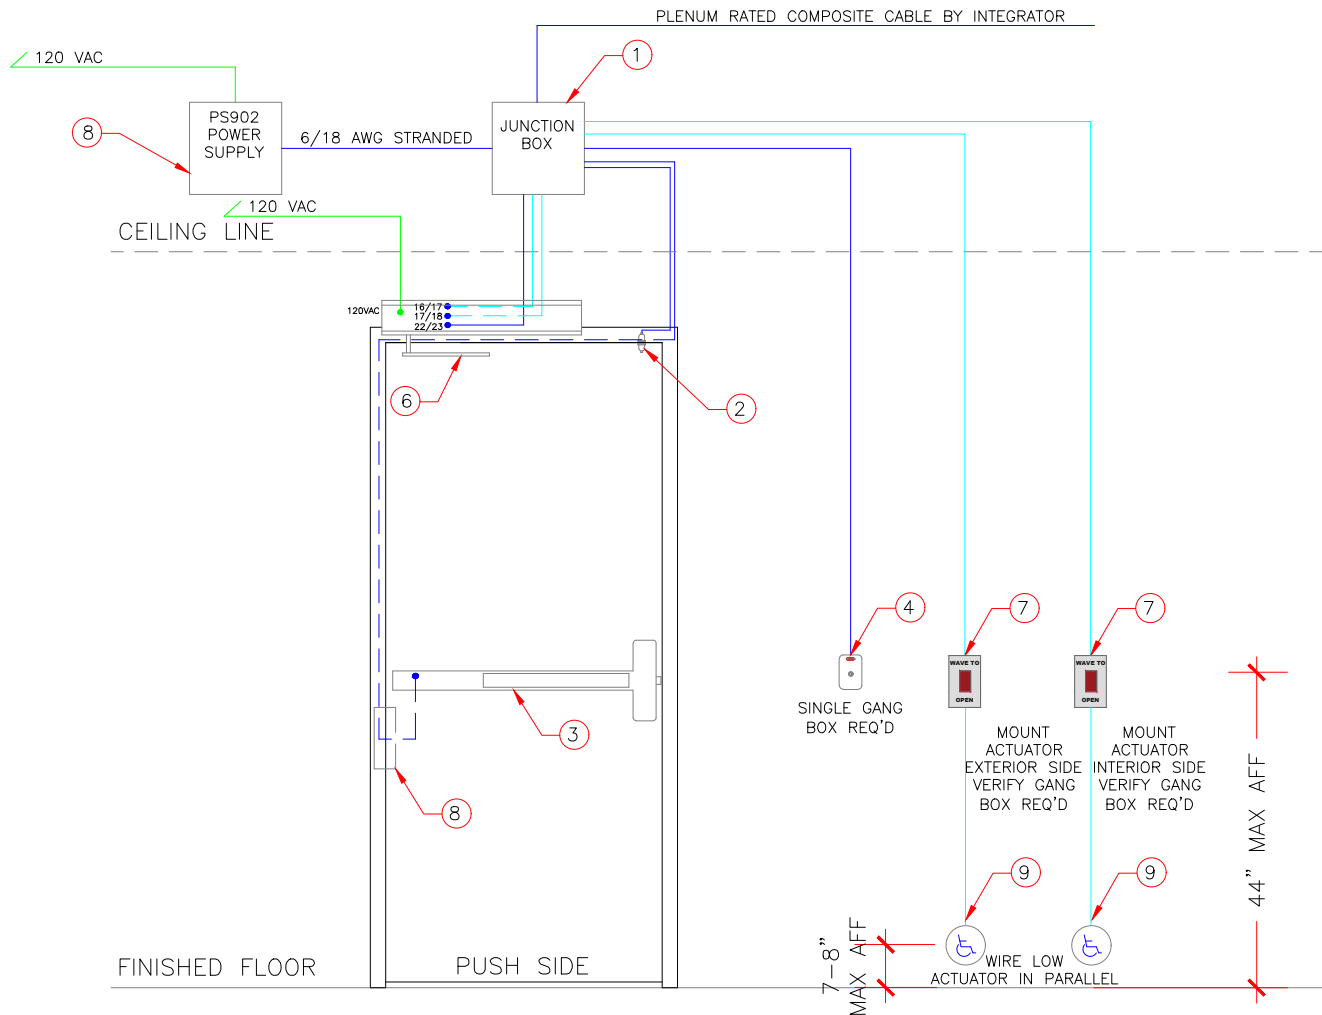 PLENUM RATED COMPOSITE CABLE BY INTEGRATOR
1
120 VAC
PS902
POWER
SUPPLY
8
6/18 AWG STRANDED
JUNCTION
BOX
120 VAC
CEILING LINE
120VAC
16/17
17/18
22/23
6
2
4
7
7
WAVE TO
OPEN
WAVE TO
OPEN
SINGLE GANG
BOX REQ'D
3
MOUNT
ACTUATOR
EXTERIOR SIDE
VERIFY GANG
BOX REQ'D
MOUNT
ACTUATOR
INTERIOR SIDE
VERIFY GANG
BOX REQ'D
8
44" MAX AFF
9
9
7-8"
MAX AFF
WIRE LOW
ACTUATOR IN PARALLEL
FINISHED FLOOR
PUSH SIDE